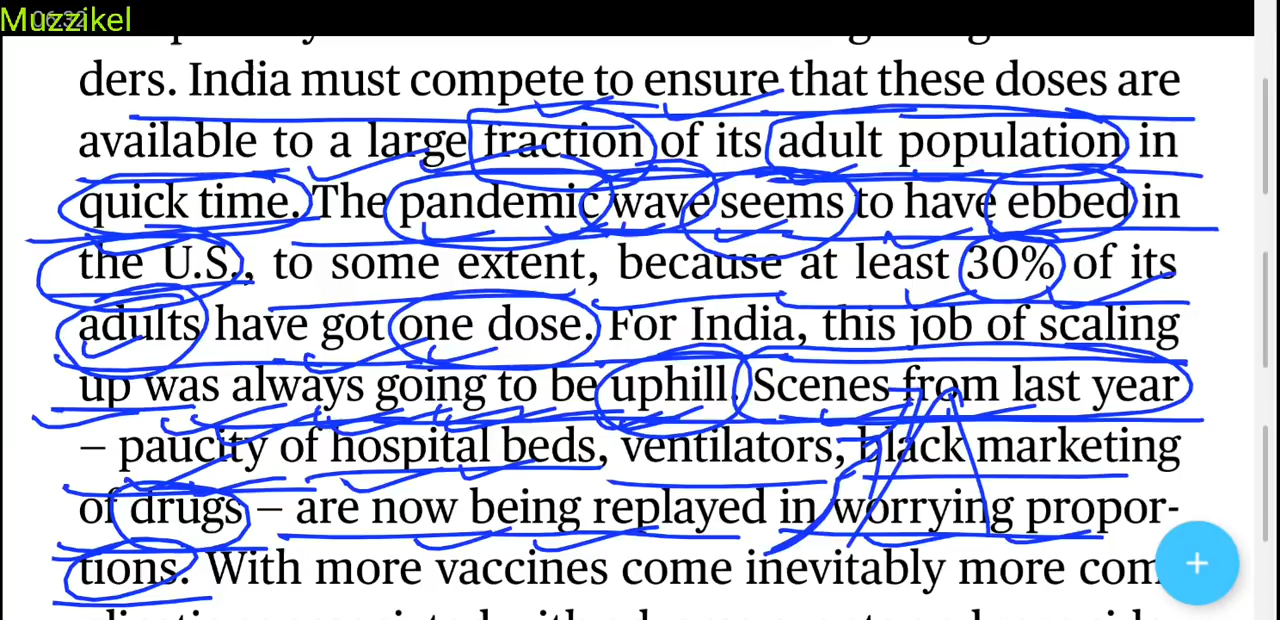 Muzzikel
06:32
ders. India must compete to ensure that these doses are
available to a large fraction of its adult population in
quick time. The pandemic wave seems to have ebbed in
the U.S., to some extent, because at least 30% of its
adults have got one dose. For India, this job of scaling
up was always going to be uphill. Scenes from last year
– paucity of hospital beds, ventilators, black marketing
of drugs – are now being replayed in worrying propor-
tions. With more vaccines come inevitably more com